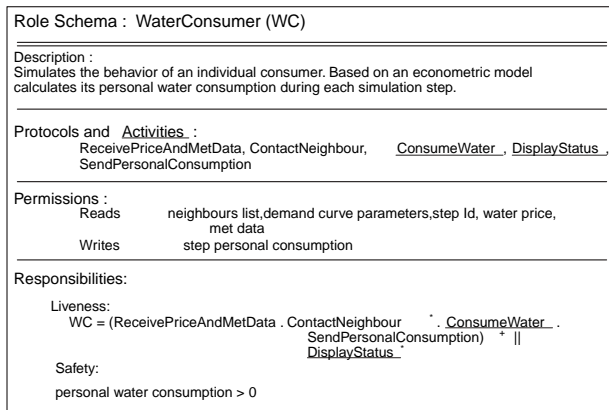 Role Schema : WaterConsumer (WC)
Description :
Simulates the behavior of an individual consumer. Based on an econometric model
calculates its personal water consumption during each simulation step.
Protocols and Activities :
ReceivePriceAndMetData, ContactNeighbour, ConsumeWater , DisplayStatus ,
SendPersonalConsumption
Permissions :
Reads neighbours list,demand curve parameters,step Id, water price,
met data
Writes step personal consumption
Responsibilities:
Liveness:
WC = (ReceivePriceAndMetData . ContactNeighbour * . ConsumeWater .
SendPersonalConsumption) + ||
DisplayStatus *
Safety:
personal water consumption > 0